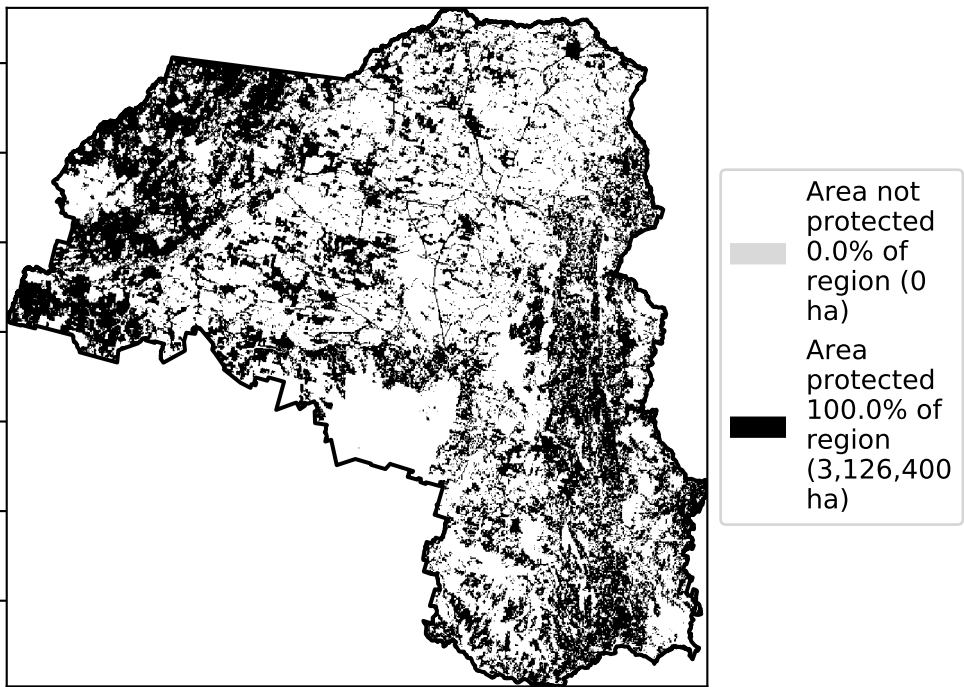 Area not
protected
0.0% of
region (0
ha)
Area
protected
100.0% of
region
(3,126,400
ha)